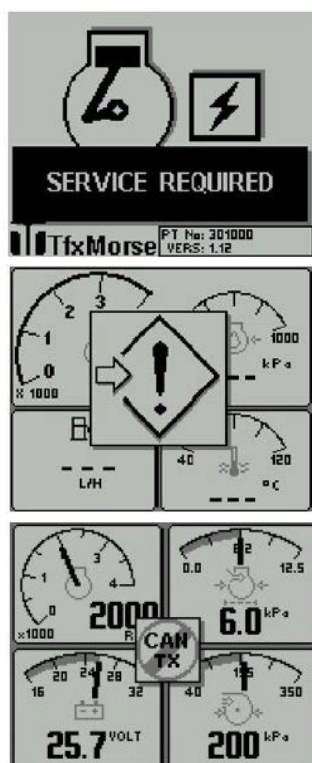 SERVICE REQUIRED
TfxMorse
PT No: 301000
VERS: 1.12
0 1 2 3
X 1000
1000
kPa
---
L/H
40 120
---
°C
0 1 3 4
x1000
2000
R
0.0 12.5
6.0 kPa
CAN
TX
16 20 24 28 32
25.7 VOLT
40 350
200 kPa